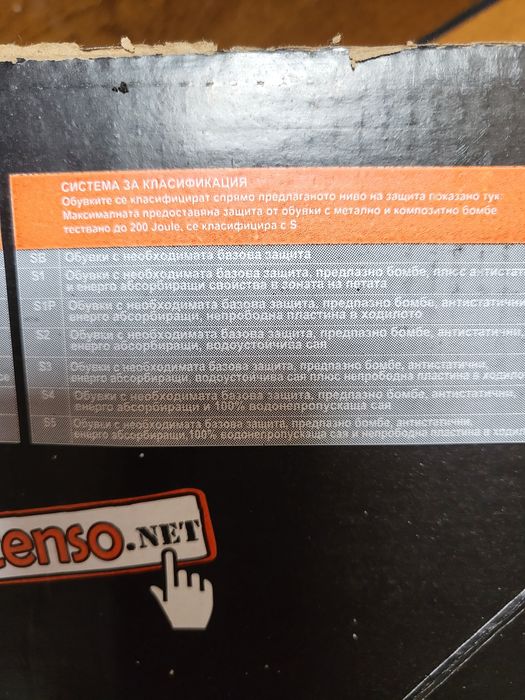 СИСТЕМА ЗА КЛАСИФИКАЦИЯ
Обувките се класифицират спрямо предлаганото ниво на защита показано тук:
Максималната предоставяна защита от обувки с метално и композитно бомбе
тествано до 200 Joule, се класифицира с S
SB Обувки с необходимата базова защита
S1 Обувки с необходимата базова защита, предпазно бомбе, плюс антистати
и енерго абсорбиращи свойства в зоната на петата
S1P Обувки с необходимата базова защита, предпазно бомбе, антистатични
енерго абсорбиращи, непрободна пластина в ходилото
S2 Обувки с необходимата базова защита, предпазно бомбе, антистатични,
енерго абсорбиращи, водоустойчива сая
S3 Обувки с необходимата базова защита, предпазно бомбе, антистатични,
енерго абсорбиращи, водоустойчива сая плюс непрободна пластина в ходило
S4 Обувки с необходимата базова защита, предпазно бомбе, антистатични,
енерго абсорбиращи и 100% водонепропускаща сая
S5 Обувки с необходимата базова защита, предпазно бомбе, антистатични,
енерго абсорбиращи, 100% водонепропускаща сая и непрободна пластина в ходил
enso.NET